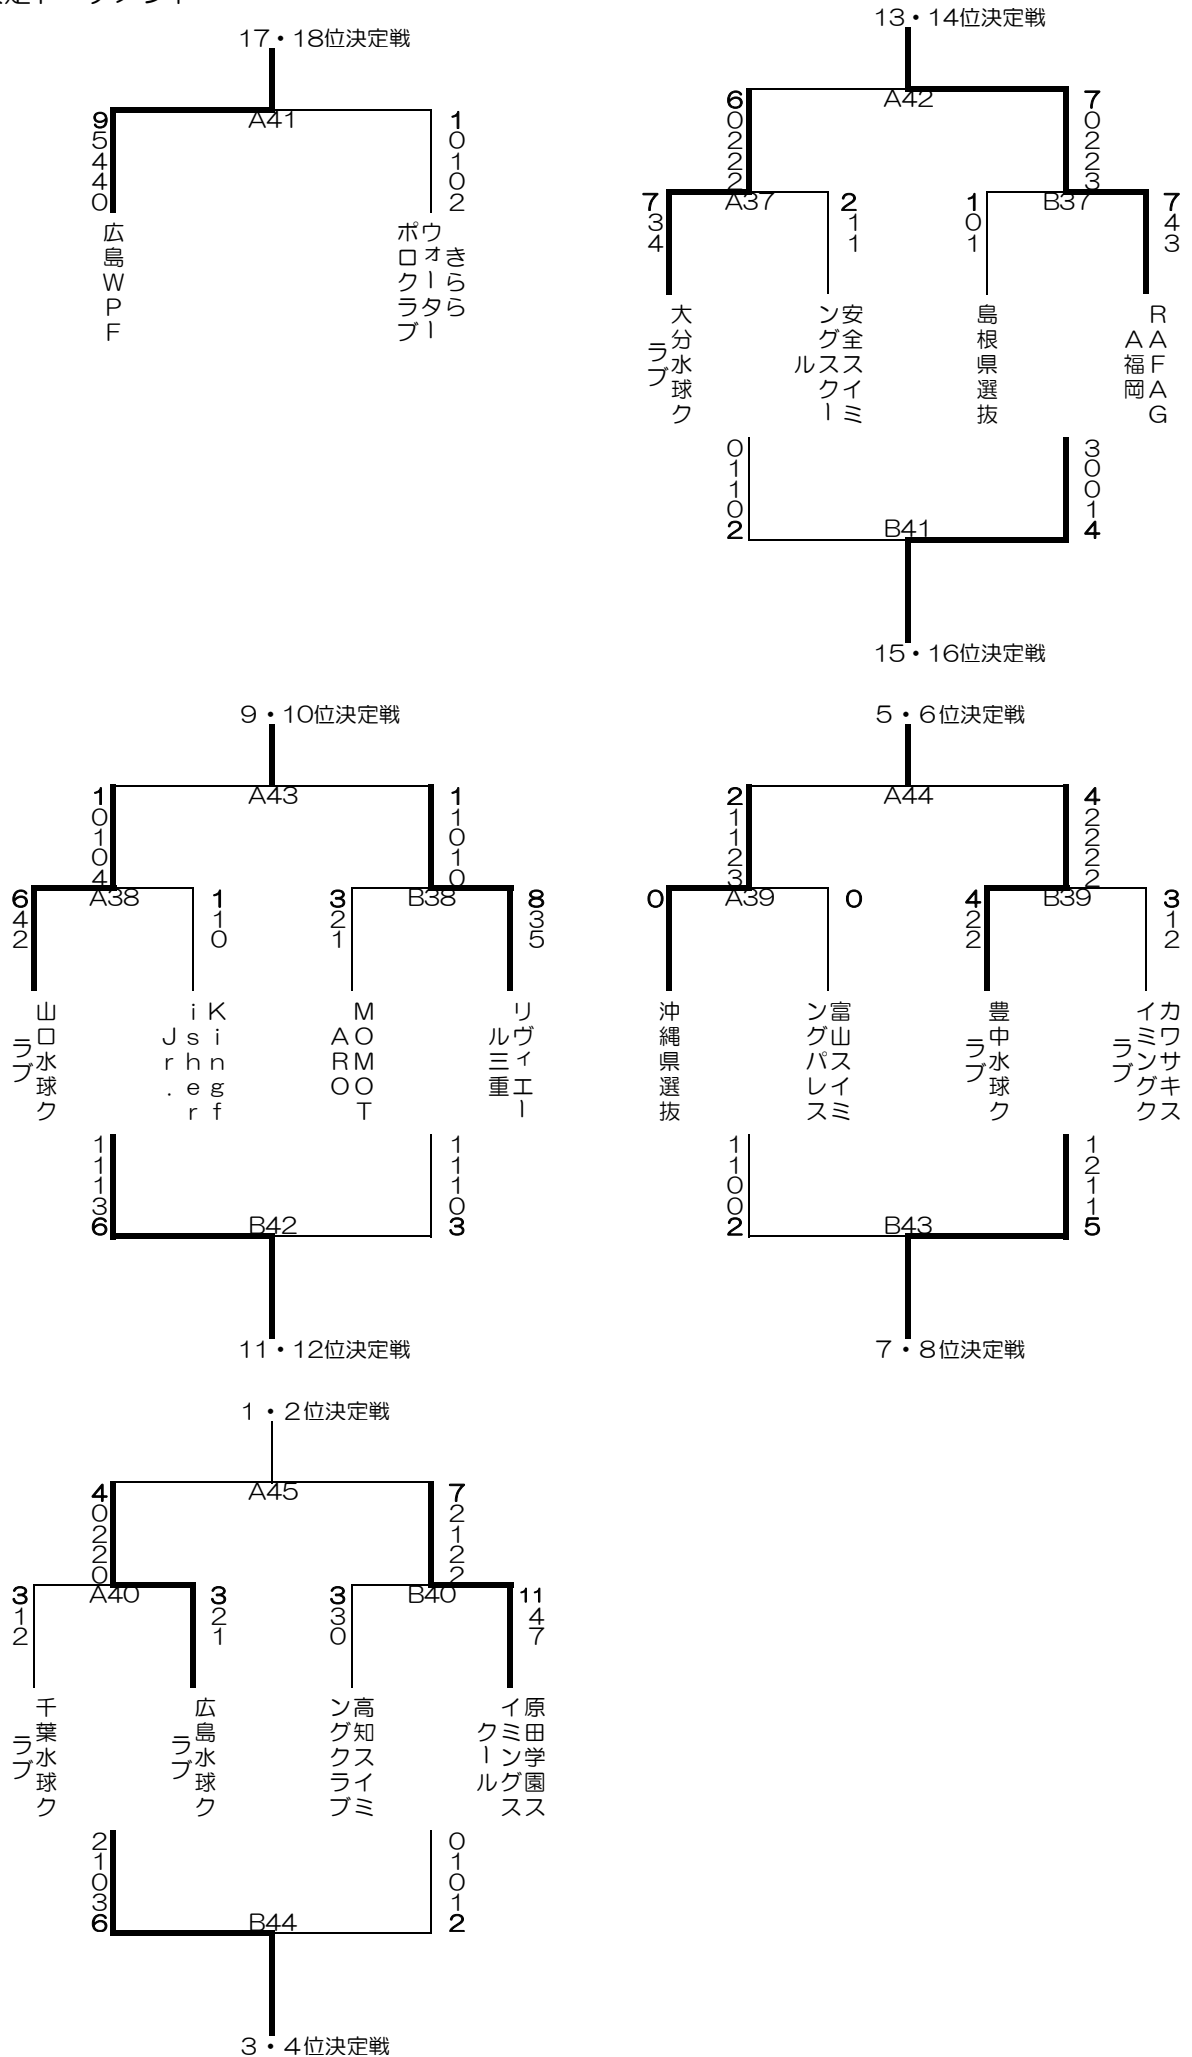 17・18位決定戦
A41
9
5
4
4
0
1
0
1
0
2
広島WPF
きらら
ウォーター
ポロクラブ
13・14位決定戦
A42
6
0
2
2
2
7
0
2
2
3
A37
B37
7
3
4
2
1
1
1
0
1
7
4
3
大分水球ク
ラブ
安全スイミ
ングスクー
ル
島根県選抜
RAFAG
A福岡
0
1
1
0
2
3
0
0
1
4
B41
15・16位決定戦
9・10位決定戦
A43
1
0
1
0
4
1
1
0
1
0
A38
B38
6
4
2
1
1
0
3
2
1
8
3
5
山口水球ク
ラブ
Kingf
isher
Jr.
MOMOT
ARO
リヴィエー
ル三重
1
1
1
3
6
1
1
1
0
3
B42
11・12位決定戦
5・6位決定戦
A44
2
1
1
2
3
4
2
2
2
2
A39
B39
0
0
4
2
2
3
1
2
沖縄県選抜
富山スイミ
ングパレス
豊中水球ク
ラブ
カワサキス
イミングク
ラブ
1
1
0
0
2
1
2
1
1
5
B43
7・8位決定戦
1・2位決定戦
A45
4
0
2
2
0
7
2
1
2
2
A40
B40
3
1
2
3
2
1
3
3
0
11
4
7
千葉水球ク
ラブ
広島水球ク
ラブ
高知スイミ
ングクラブ
原田学園ス
イミングス
クール
2
1
0
3
6
0
1
0
1
2
B44
3・4位決定戦